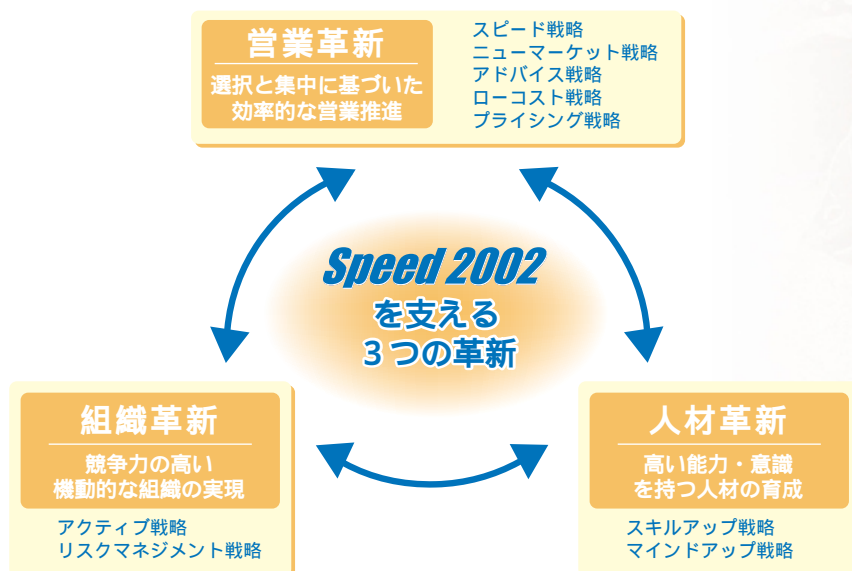 営業革新
選択と集中に基づいた
効率的な営業推進
スピード戦略
ニューマーケット戦略
アドバイス戦略
ローコスト戦略
プライシング戦略
Speed 2002
を支える
3つの革新
組織革新
競争力の高い
機動的な組織の実現
アクティブ戦略
リスクマネジメント戦略
人材革新
高い能力・意識
を持つ人材の育成
スキルアップ戦略
マインドアップ戦略